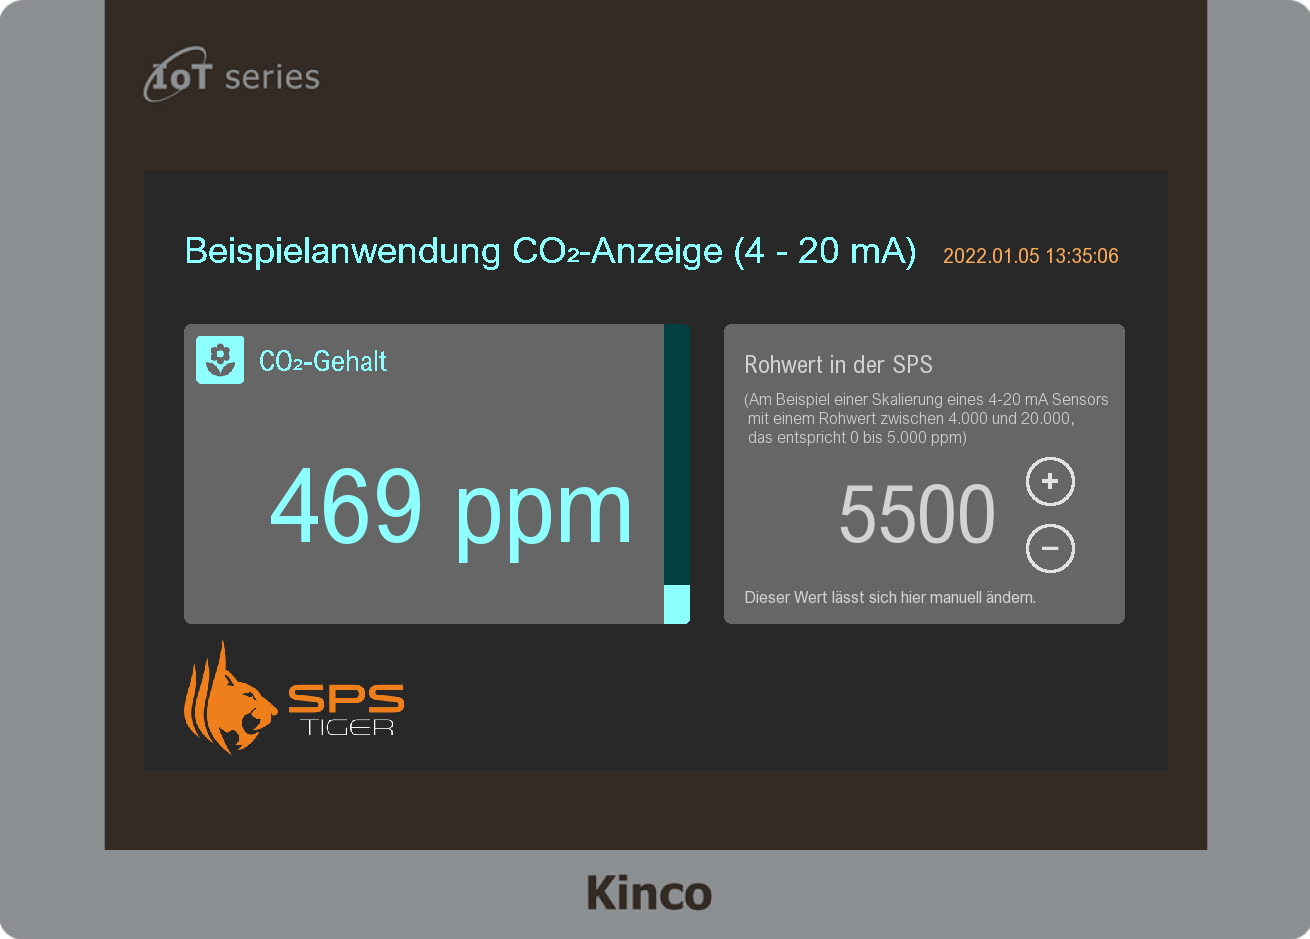 IoT series
Beispielanwendung CO₂-Anzeige (4 - 20 mA) 2022.01.05 13:35:06
CO₂-Gehalt
469 ppm
Rohwert in der SPS
(Am Beispiel einer Skalierung eines 4-20 mA Sensors
mit einem Rohwert zwischen 4.000 und 20.000,
das entspricht 0 bis 5.000 ppm)
5500
+
−
Dieser Wert lässt sich hier manuell ändern.
SPS
TIGER
Kinco